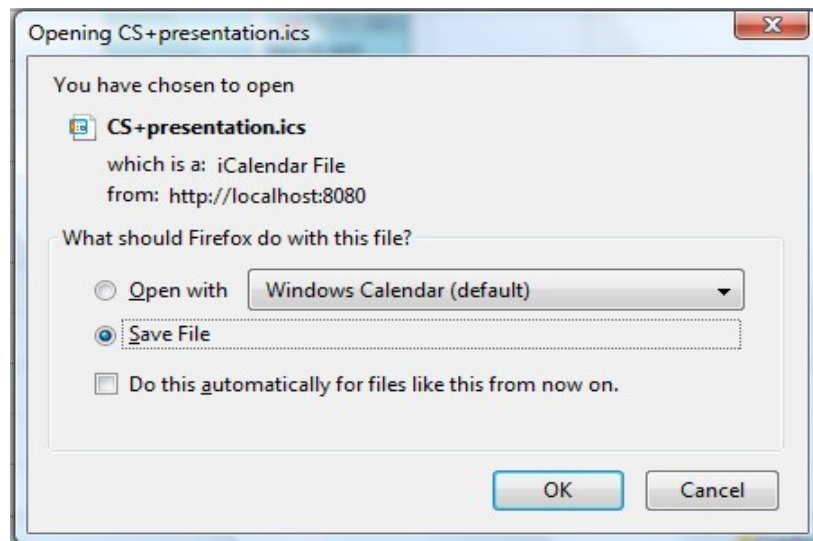 Opening CS+presentation.ics
You have chosen to open
CS+presentation.ics
which is a: iCalendar File
from: http://localhost:8080
What should Firefox do with this file?
Open with Windows Calendar (default)
Save File
Do this automatically for files like this from now on.
OK Cancel